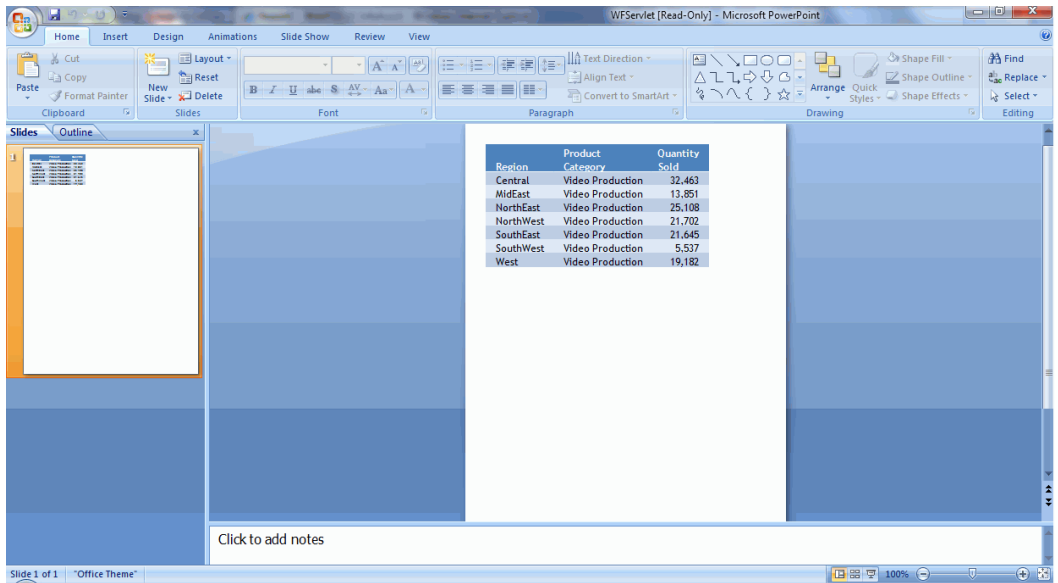 WFServlet [Read-Only] - Microsoft PowerPoint
Home Insert Design Animations Slide Show Review View
Paste
Cut
Copy
Format Painter
Clipboard
New
Slide
Layout
Reset
Delete
Slides
B I U abe S AV Aa A
Font
Text Direction
Align Text
Convert to SmartArt
Paragraph
Arrange
Quick
Styles
Shape Fill
Shape Outline
Shape Effects
Drawing
Find
Replace
Select
Editing
Slides Outline x
1
Region Product Category Quantity Sold
Central Video Production 32,463
MidEast Video Production 13,851
NorthEast Video Production 25,108
NorthWest Video Production 21,702
SouthEast Video Production 21,645
SouthWest Video Production 5,537
West Video Production 19,182
Click to add notes
Slide 1 of 1 "Office Theme" 100%